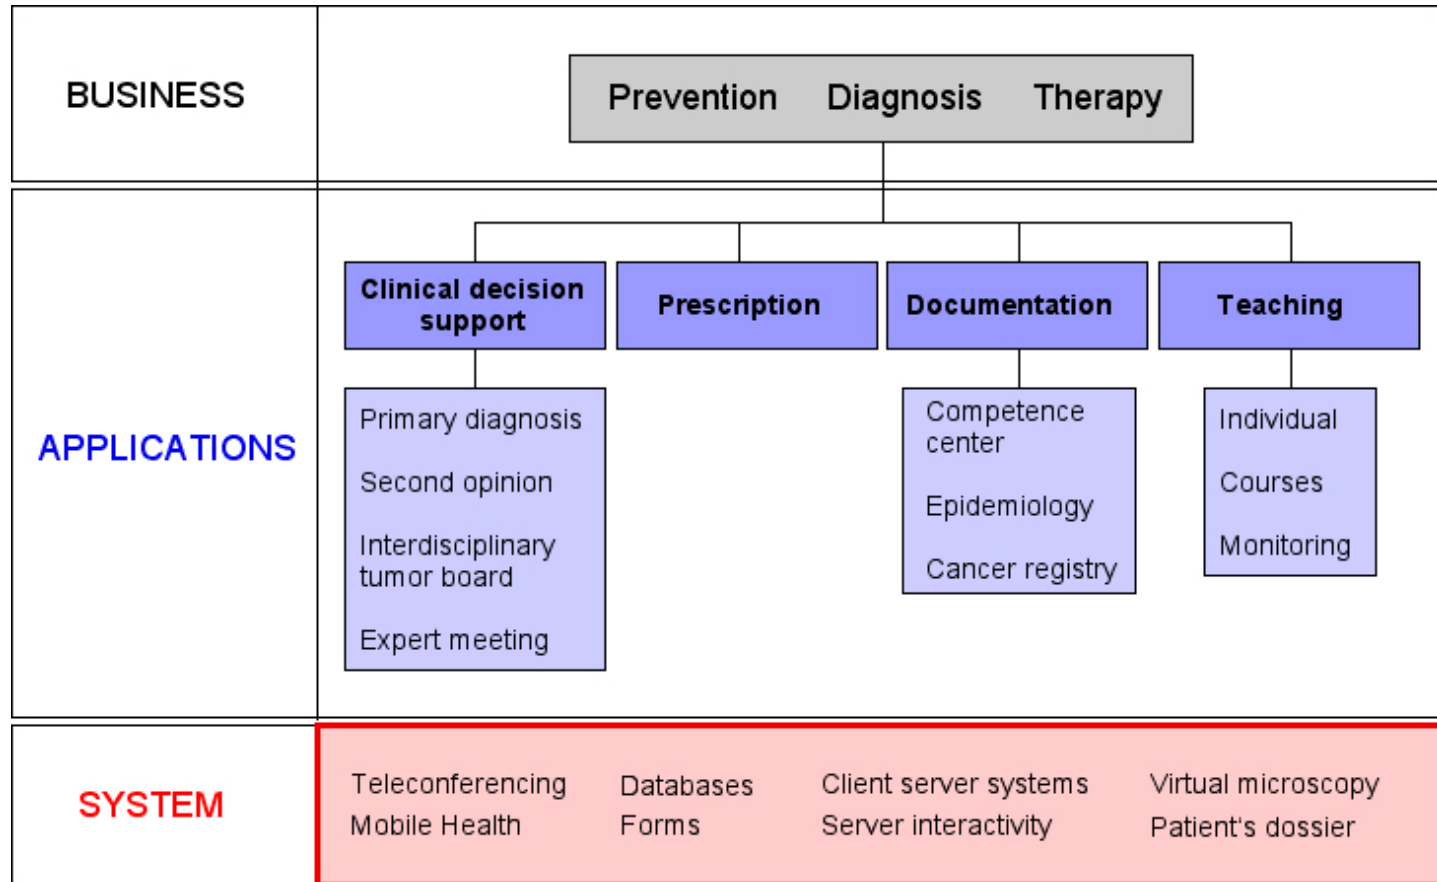 BUSINESS
Prevention Diagnosis Therapy
APPLICATIONS
Clinical decision
support
Prescription
Documentation
Teaching
Primary diagnosis
Second opinion
Interdisciplinary
tumor board
Expert meeting
Competence
center
Epidemiology
Cancer registry
Individual
Courses
Monitoring
SYSTEM
Teleconferencing
Mobile Health
Databases
Forms
Client server systems
Server interactivity
Virtual microscopy
Patient's dossier